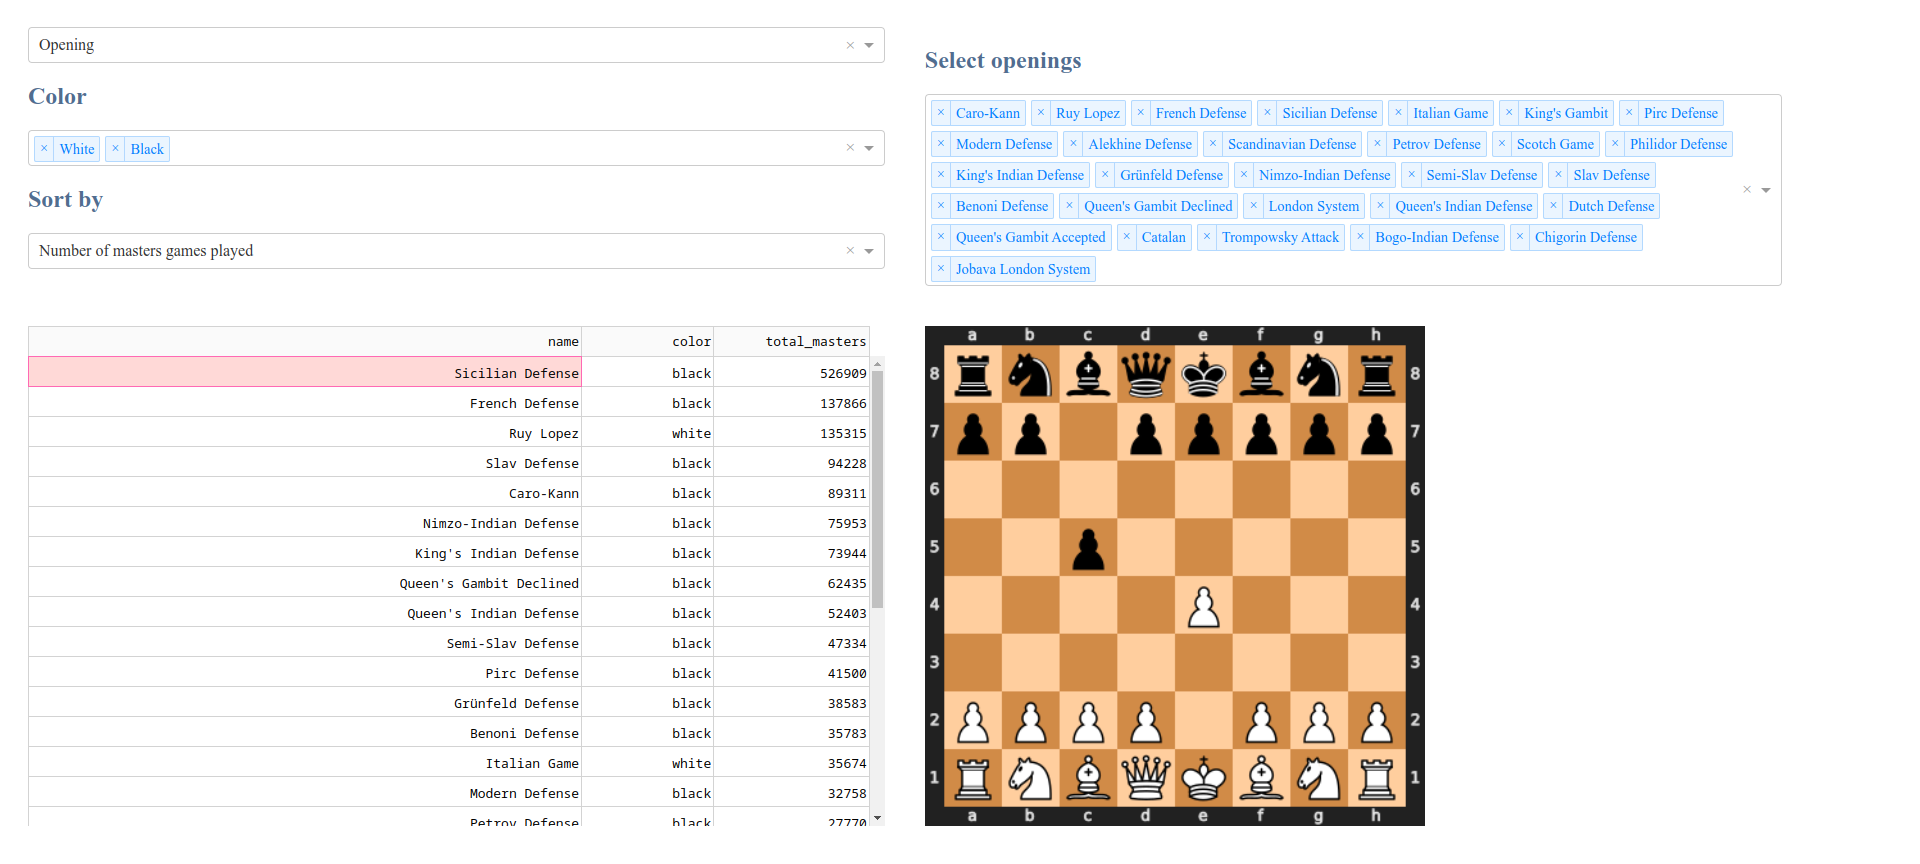 Opening
Color
× White × Black
Sort by
Number of masters games played
Select openings
× Caro-Kann × Ruy Lopez × French Defense × Sicilian Defense × Italian Game × King's Gambit × Pirc Defense
× Modern Defense × Alekhine Defense × Scandinavian Defense × Petrov Defense × Scotch Game × Philidor Defense
× King's Indian Defense × Grünfeld Defense × Nimzo-Indian Defense × Semi-Slav Defense × Slav Defense
× Benoni Defense × Queen's Gambit Declined × London System × Queen's Indian Defense × Dutch Defense
× Queen's Gambit Accepted × Catalan × Trompowsky Attack × Bogo-Indian Defense × Chigorin Defense
× Jobava London System
name color total_masters
Sicilian Defense black 526909
French Defense black 137866
Ruy Lopez white 135315
Slav Defense black 94228
Caro-Kann black 89311
Nimzo-Indian Defense black 75953
King's Indian Defense black 73944
Queen's Gambit Declined black 62435
Queen's Indian Defense black 52403
Semi-Slav Defense black 47334
Pirc Defense black 41500
Grünfeld Defense black 38583
Benoni Defense black 35783
Italian Game white 35674
Modern Defense black 32758
Petrov Defense black 27770
a b c d e f g h
8 8
7 7
6 6
5 5
4 4
3 3
2 2
1 1
a b c d e f g h